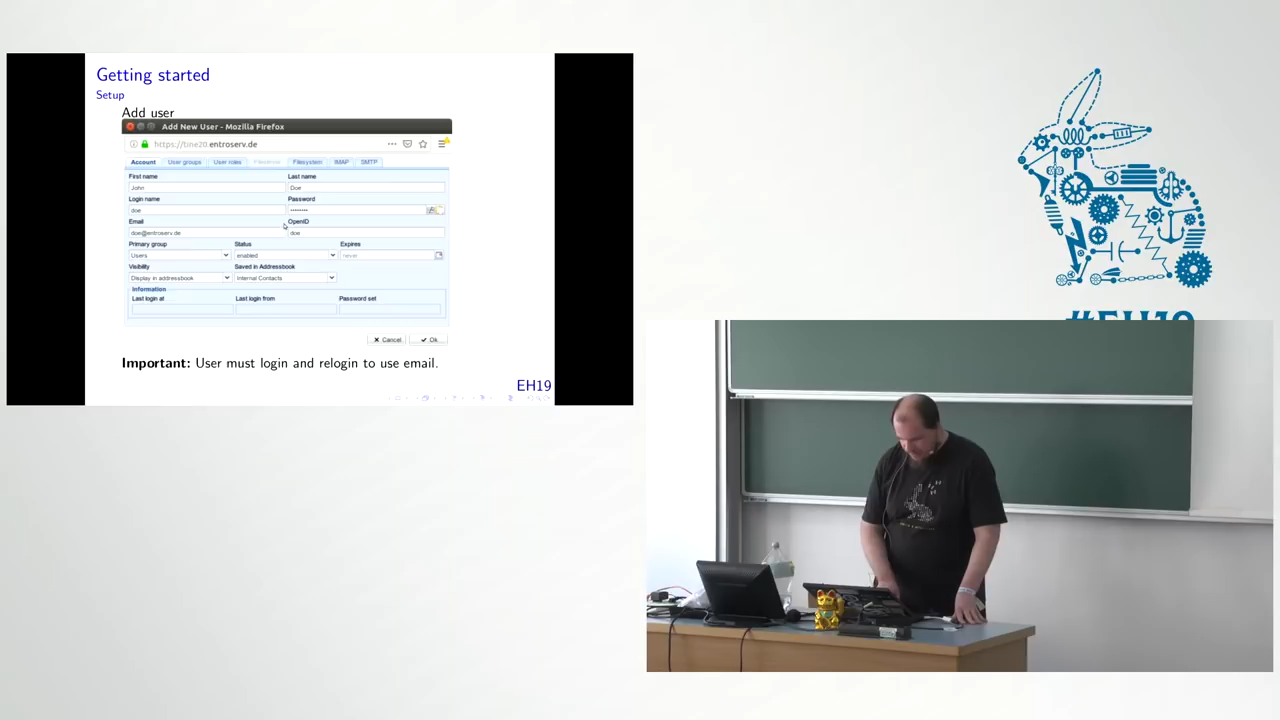 Getting started
Setup
Add user
Add New User - Mozilla Firefox
https://tine20.entroserv.de
Account User groups User roles Filesystem IMAP SMTP
First name Last name
John Doe
Login name Password
doe ••••••••
Email OpenID
doe@entroserv.de doe
Primary group Status Expires
Users enabled never
Visibility Saved in Addressbook
Display in addressbook Internal Contacts
Information
Last login at Last login from Password set
Cancel Ok
Important: User must login and relogin to use email.
EH19
#EH19